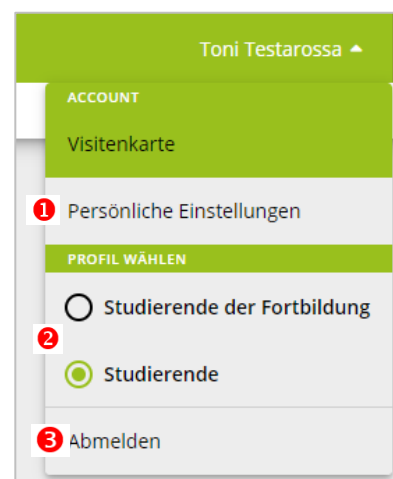 Toni Testarossa
ACCOUNT
Visitenkarte
1 Persönliche Einstellungen
PROFIL WÄHLEN
Studierende der Fortbildung
2
Studierende
3 Abmelden